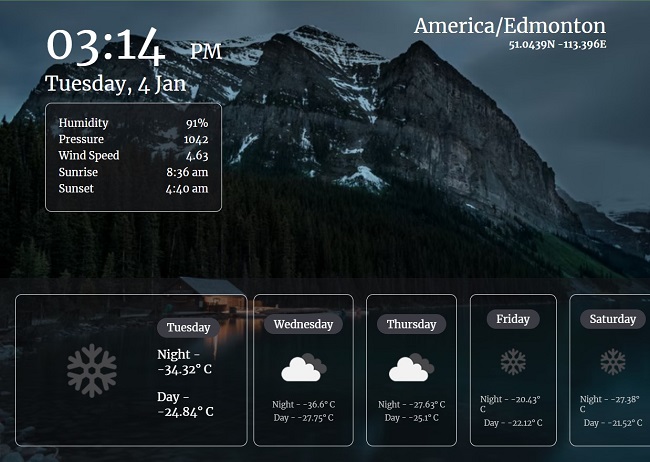 03:14 PM
America/Edmonton
51.0439N -113.396E
Tuesday, 4 Jan
Humidity 91%
Pressure 1042
Wind Speed 4.63
Sunrise 8:36 am
Sunset 4:40 am
Tuesday
Night -
-34.32° C
Day -
-24.84° C
Wednesday
Night - -36.6° C
Day - -27.75° C
Thursday
Night - -27.63° C
Day - -25.1° C
Friday
Night - -20.43°
C
Day - -22.12° C
Saturday
Night - -27.38°
C
Day - -21.52° C